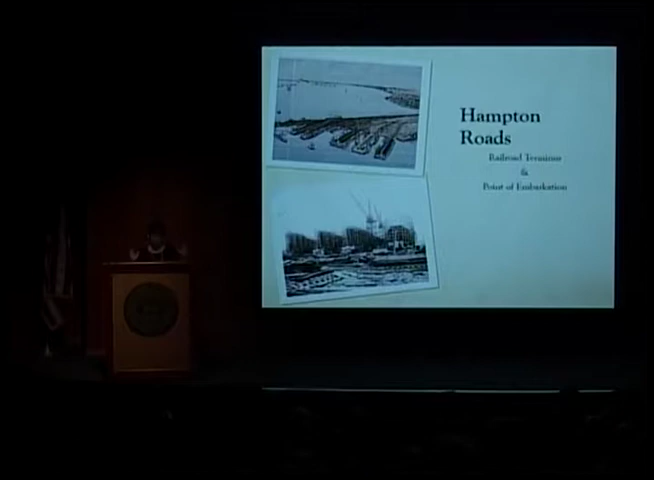 Hampton
Roads
Railroad Terminus
&
Point of Embarkation